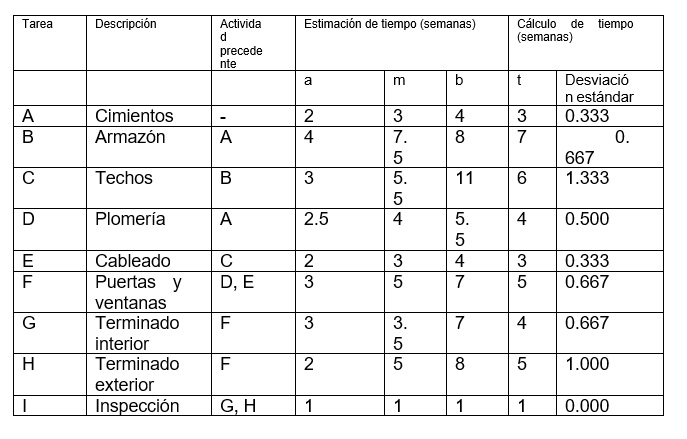 Tarea Descripción Activida Estimación de tiempo (semanas) Cálculo de tiempo
d (semanas)
precede
nte
a m b t Desviació
n estándar
A Cimientos - 2 3 4 3 0.333
B Armazón A 4 7. 8 7 0.
5 667
C Techos B 3 5. 11 6 1.333
5
D Plomería A 2.5 4 5. 4 0.500
5
E Cableado C 2 3 4 3 0.333
F Puertas y D, E 3 5 7 5 0.667
ventanas
G Terminado F 3 3. 7 4 0.667
interior 5
H Terminado F 2 5 8 5 1.000
exterior
I Inspección G, H 1 1 1 1 0.000